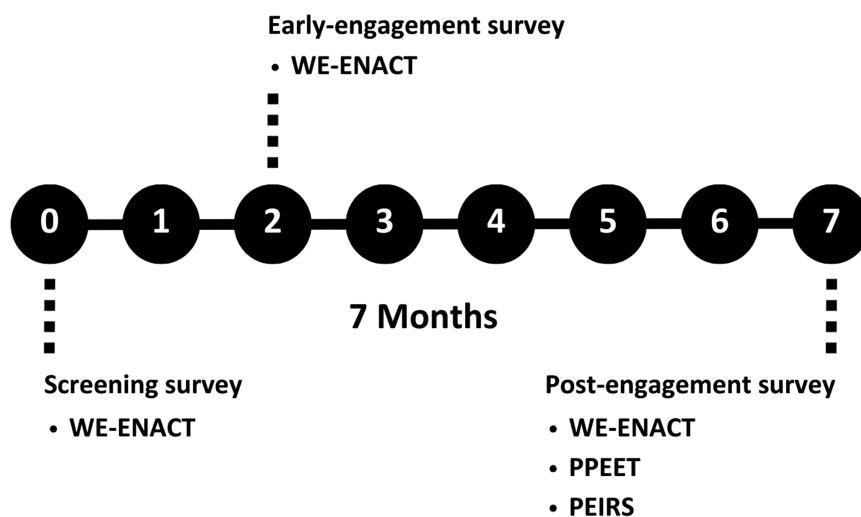 Early-engagement survey
• WE-ENACT
0 1 2 3 4 5 6 7
7 Months
Screening survey
• WE-ENACT
Post-engagement survey
• WE-ENACT
• PPEET
• PEIRS